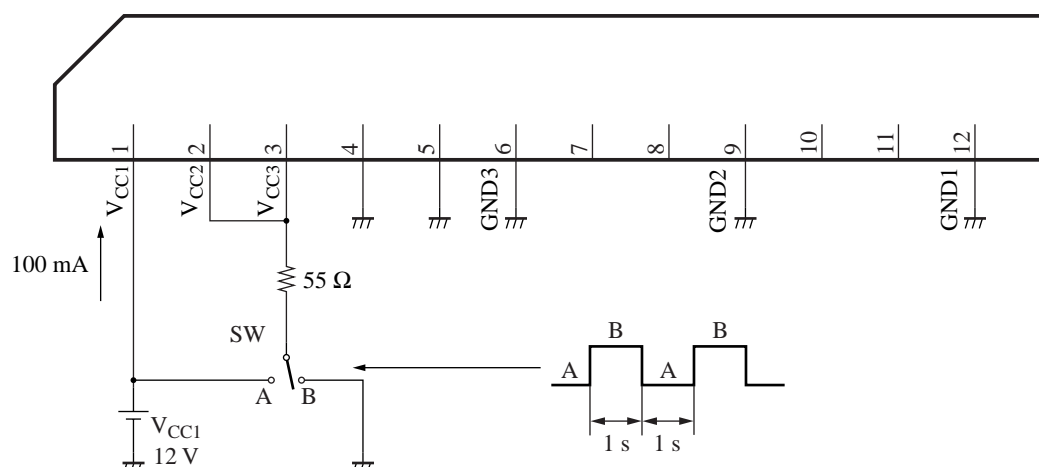 1 2 3 4 5 6 7 8 9 10 11 12
VCC1 VCC2 VCC3 GND3 GND2 GND1
100 mA
55 Ω
SW
B B
A A
A B
1 s 1 s
VCC1
12 V